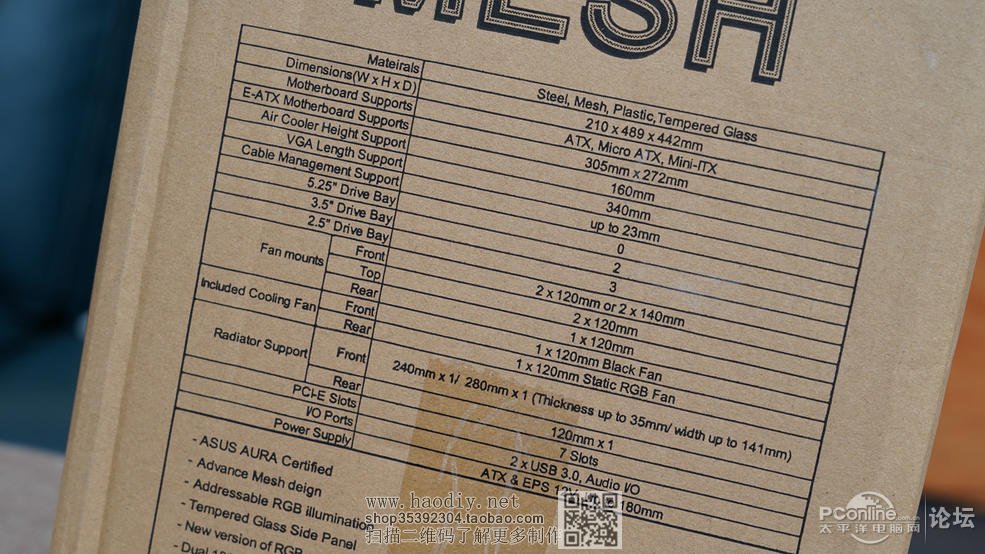 MESH
Mateirals Steel, Mesh, Plastic,Tempered Glass
Dimensions(W x H x D) 210 x 489 x 442mm
Motherboard Supports ATX, Micro ATX, Mini-ITX
E-ATX Motherboard Supports 305mm x 272mm
Air Cooler Height Support 160mm
VGA Length Support 340mm
Cable Management Support up to 23mm
5.25" Drive Bay 0
3.5" Drive Bay 2
2.5" Drive Bay 3
Fan mounts Front 2 x 120mm or 2 x 140mm
Top 2 x 120mm
Rear 1 x 120mm
Included Cooling Fan Front 1 x 120mm Black Fan
Rear 1 x 120mm Static RGB Fan
Radiator Support Front 240mm x 1/ 280mm x 1 (Thickness up to 35mm/ width up to 141mm)
Rear 120mm x 1
PCI-E Slots 7 Slots
I/O Ports 2 x USB 3.0, Audio I/O
Power Supply ATX & EPS 180mm
- ASUS AURA Certified
- Advance Mesh deign
- Addressable RGB illumination
- Tempered Glass Side Panel
- New version of RGB
- Dual
www.haodiy.net
shop35392304.taobao.com
扫描二维码了解更多制作
PConline.com.cn 论坛
太平洋电脑网